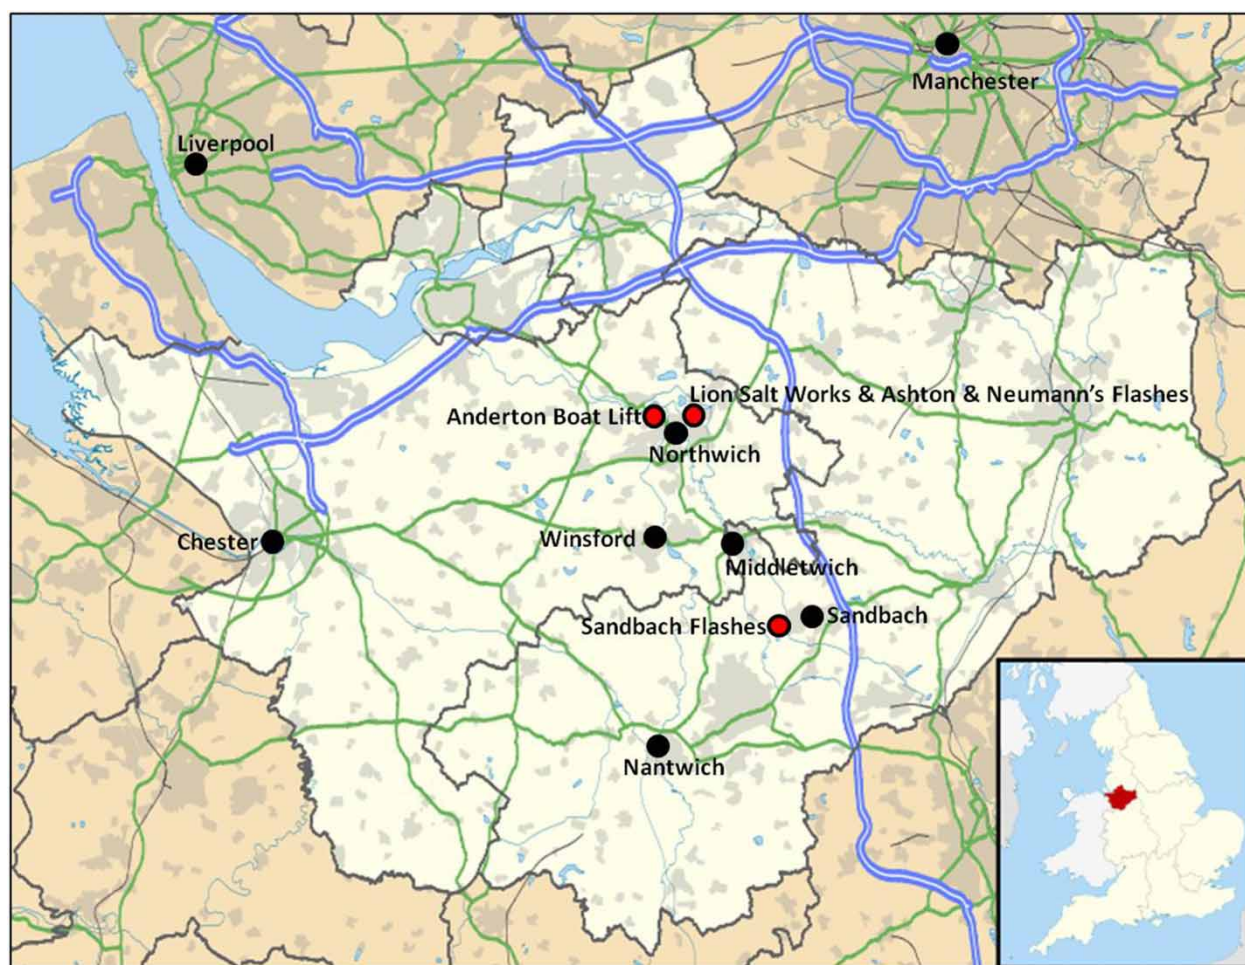 Manchester
Liverpool
Lion Salt Works & Ashton & Neumann's Flashes
Anderton Boat Lift
Northwich
Winsford
Chester
Middletwich
Sandbach
Sandbach Flashes
Nantwich